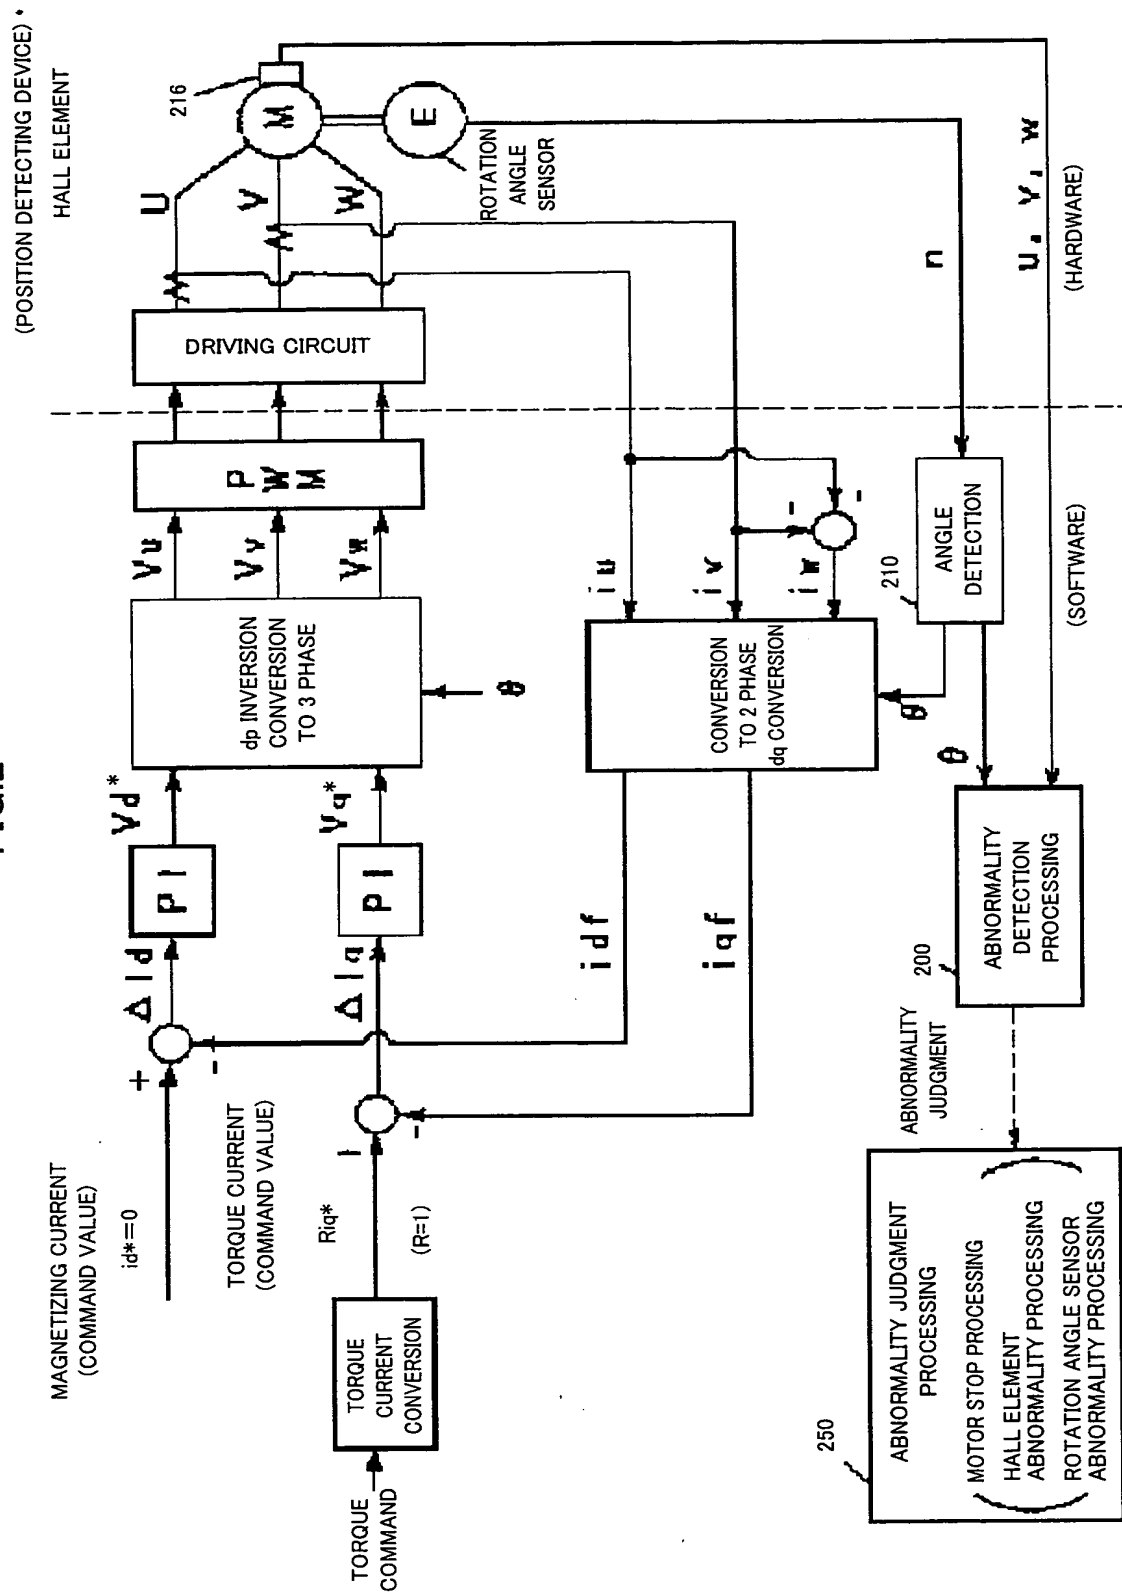 (POSITION DETECTING DEVICE)
HALL ELEMENT
MAGNETIZING CURRENT
(COMMAND VALUE)
id*=0
+
-
Δ Id
PI
Vd*
dp INVERSION
CONVERSION
TO 3 PHASE
θ
Vu
Vv
Vw
PWM
DRIVING CIRCUIT
U
V
W
216
M
E
ROTATION
ANGLE
SENSOR
TORQUE
COMMAND
TORQUE
CURRENT
CONVERSION
TORQUE CURRENT
(COMMAND VALUE)
Riq*
(R=1)
-
Δ Iq
PI
Vq*
idf
iqf
CONVERSION
TO 2 PHASE
dq CONVERSION
iu
iv
iw
-
-
θ
θ
210
ANGLE
DETECTION
n
u, v, w
(SOFTWARE)
(HARDWARE)
200
ABNORMALITY
DETECTION
PROCESSING
ABNORMALITY
JUDGMENT
250
ABNORMALITY JUDGMENT
PROCESSING
MOTOR STOP PROCESSING
HALL ELEMENT
ABNORMALITY PROCESSING
ROTATION ANGLE SENSOR
ABNORMALITY PROCESSING